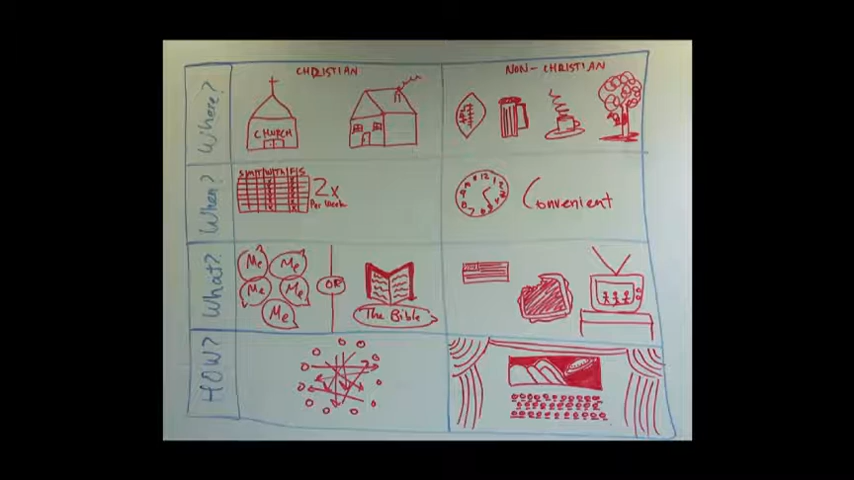 CHRISTIAN
NON-CHRISTIAN
Where?
CHURCH
When?
SMTWTFS
2x
Per Week
Convenient
What?
Me
Me
Me
Me
Me
OR
The Bible
HOW?